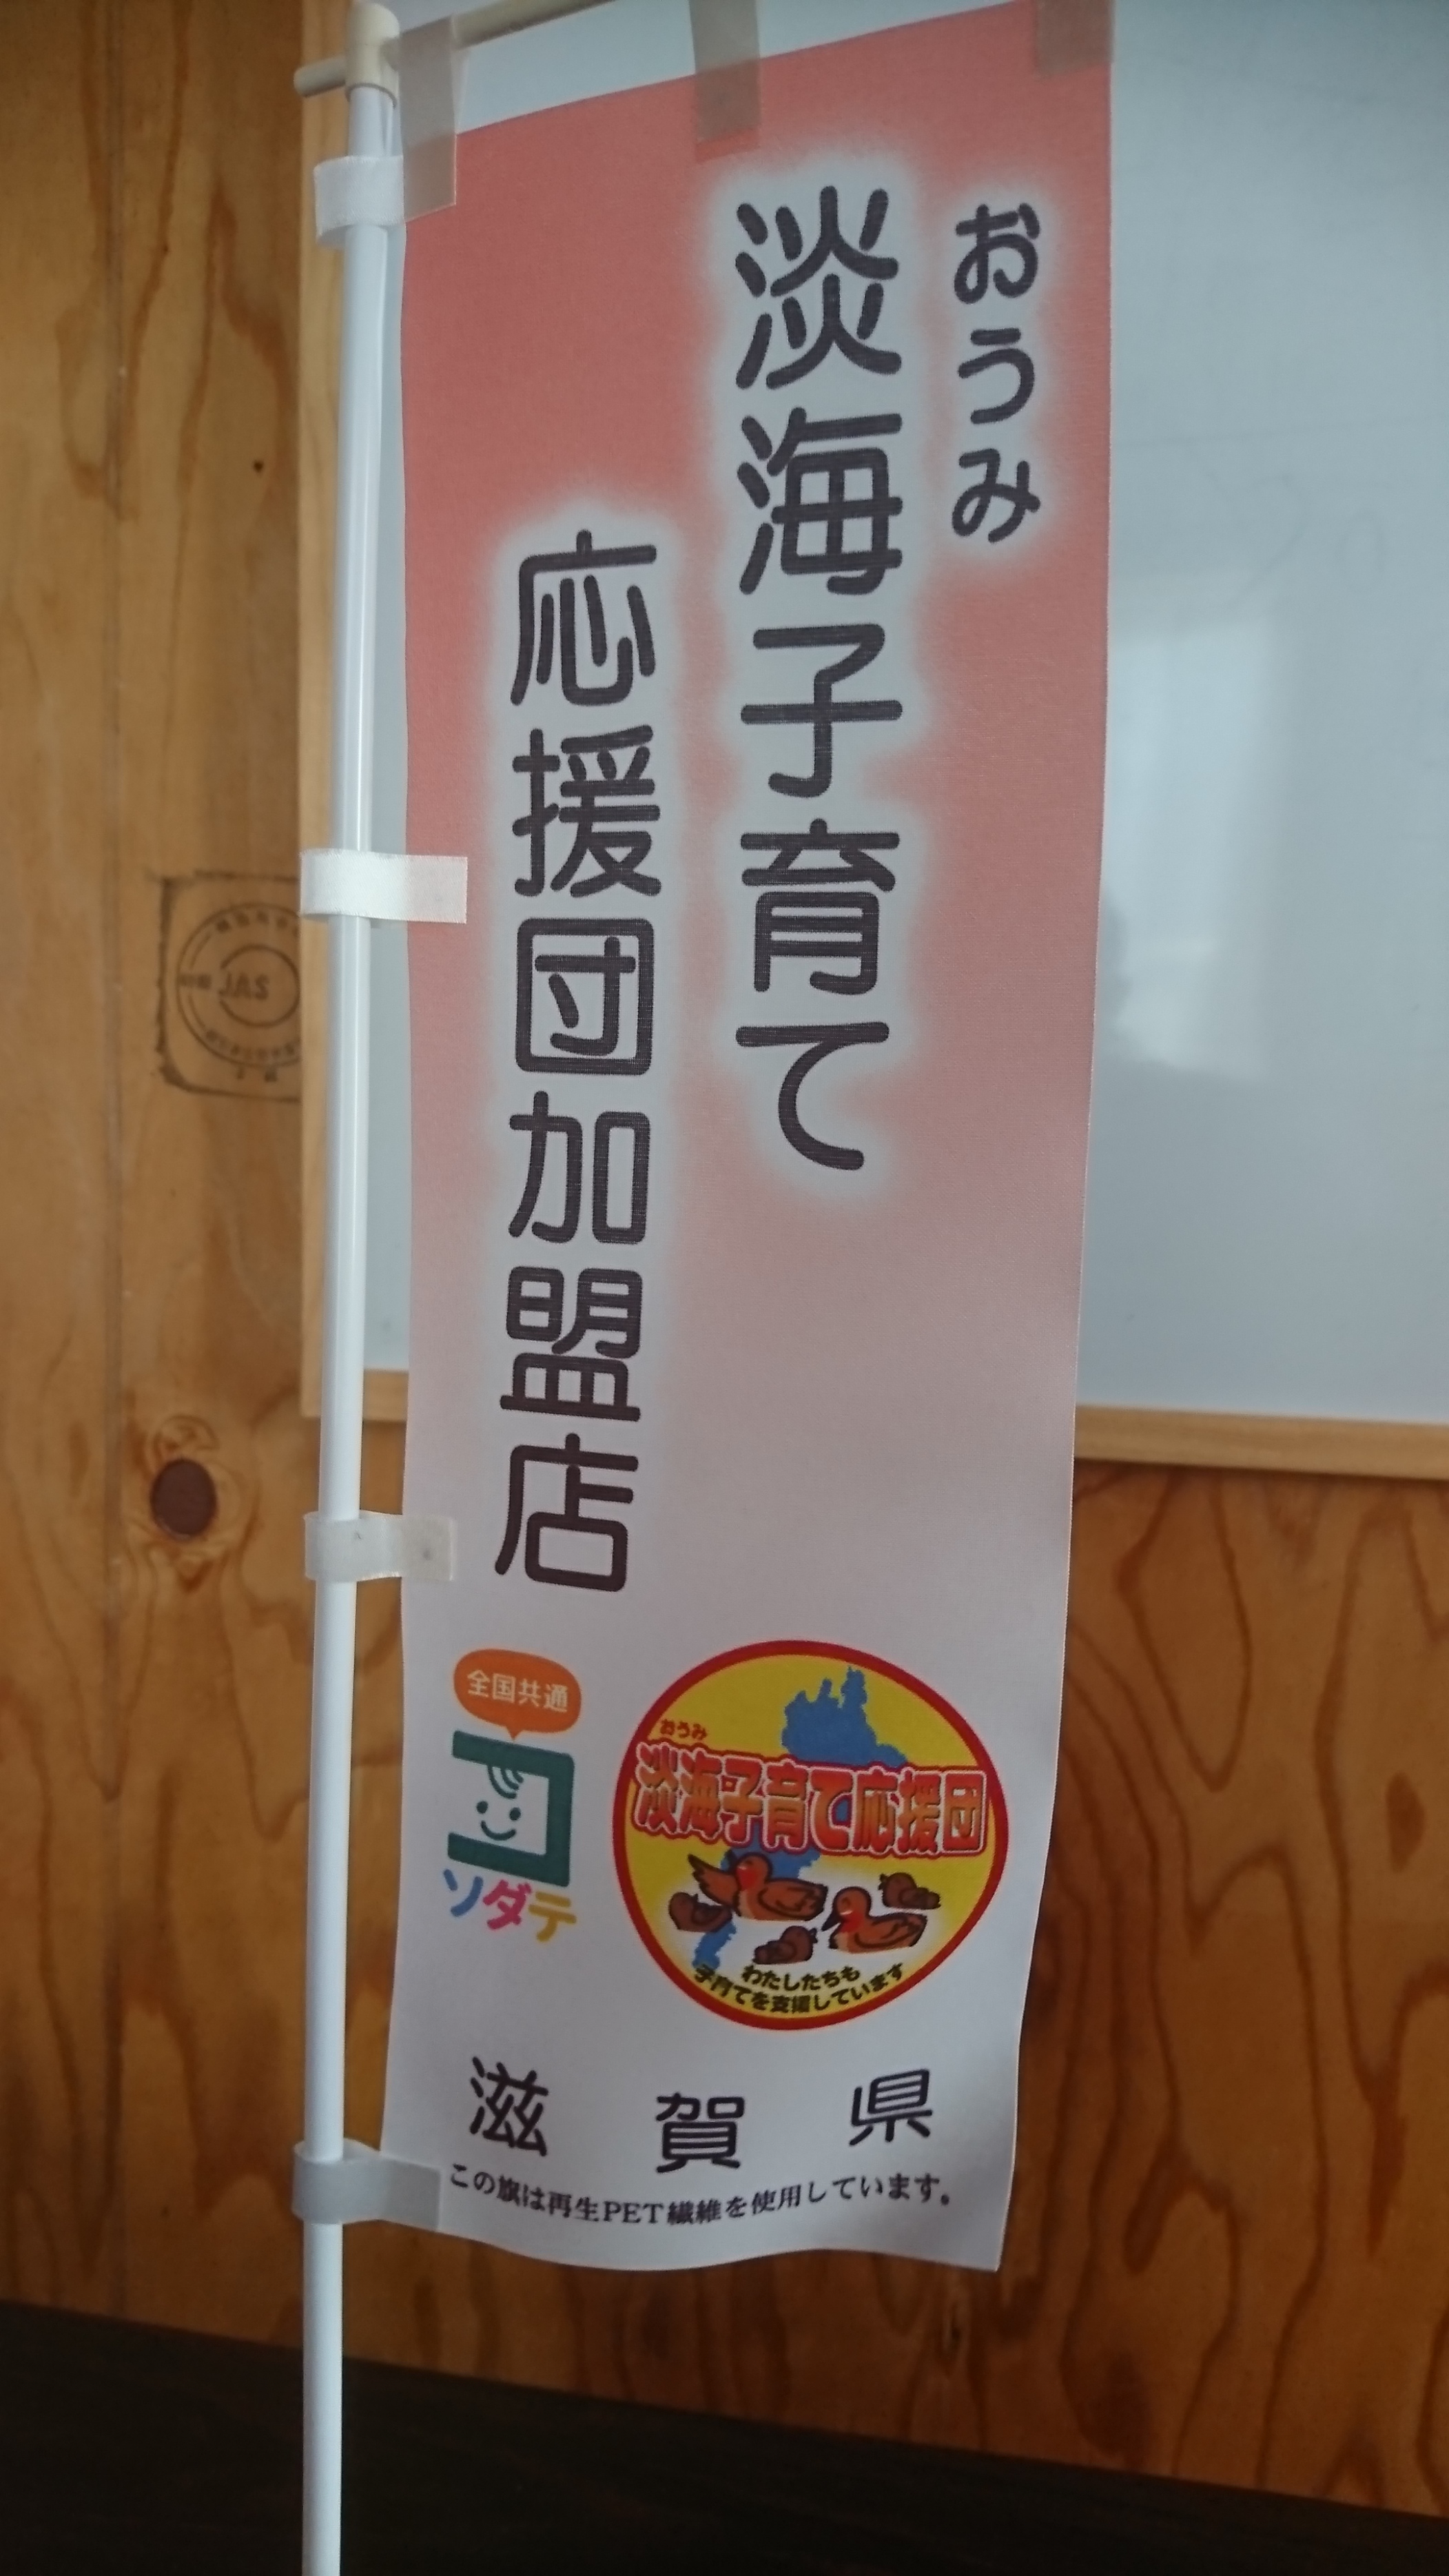 おうみ
淡海子育て
応援団加盟店
全国共通
コ
ソダテ
おうみ
淡海子育て応援団
わたしたちも
子育てを支援しています
滋賀県
この旗は再生PET繊維を使用しています。
JAS